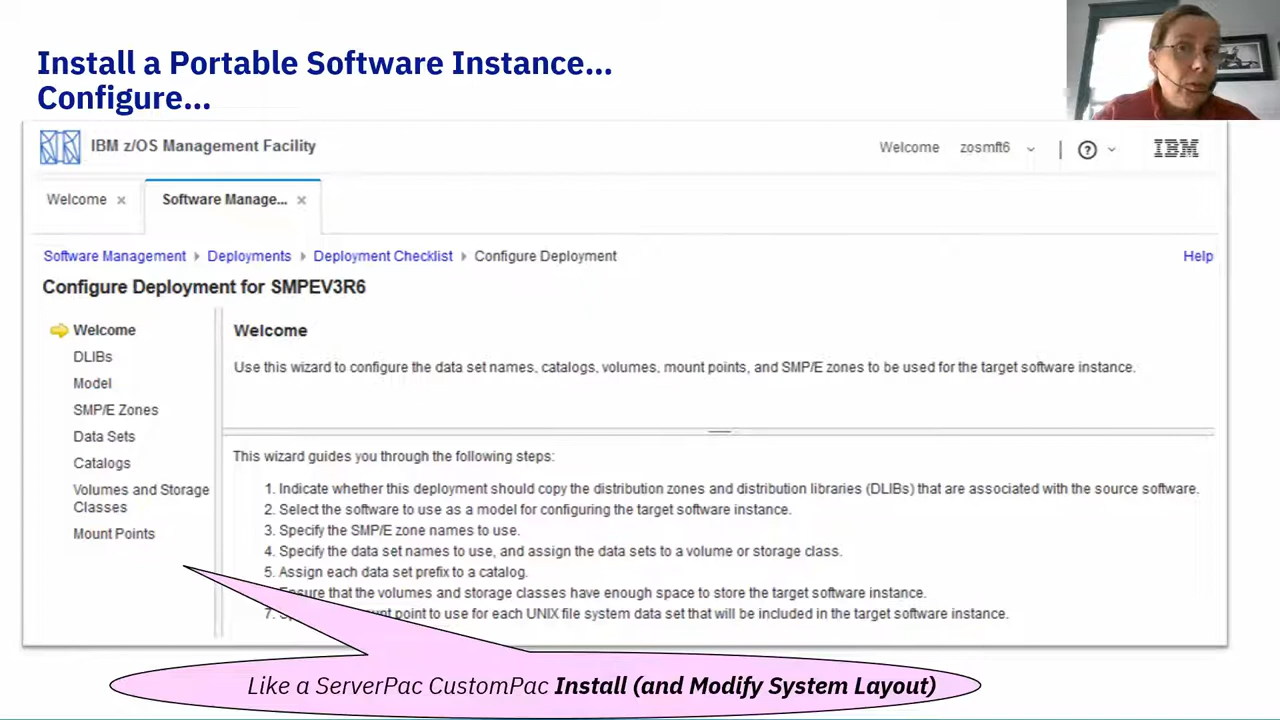 Install a Portable Software Instance...
Configure...
IBM z/OS Management Facility
Welcome zosmft6 | ? IBM
Welcome × Software Manage... ×
Software Management Deployments Deployment Checklist Configure Deployment Help
Configure Deployment for SMPEV3R6
Welcome
DLIBs
Model
SMP/E Zones
Data Sets
Catalogs
Volumes and Storage
Classes
Mount Points
Welcome
Use this wizard to configure the data set names, catalogs, volumes, mount points, and SMP/E zones to be used for the target software instance.
This wizard guides you through the following steps:
1. Indicate whether this deployment should copy the distribution zones and distribution libraries (DLIBs) that are associated with the source software.
2. Select the software to use as a model for configuring the target software instance.
3. Specify the SMP/E zone names to use.
4. Specify the data set names to use, and assign the data sets to a volume or storage class.
5. Assign each data set prefix to a catalog.
that the volumes and storage classes have enough space to store the target software instance.
7. point to use for each UNIX file system data set that will be included in the target software instance.
Like a ServerPac CustomPac Install (and Modify System Layout)